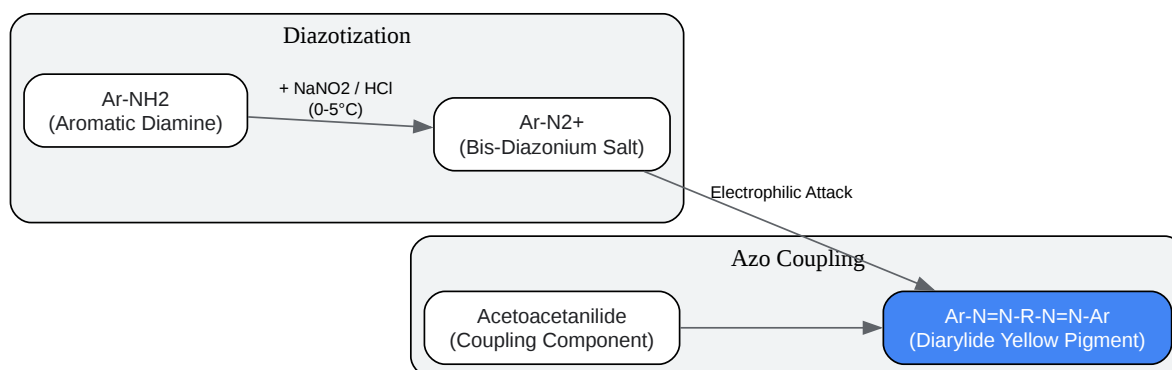 Diazotization
Ar-NH2
(Aromatic Diamine)
+ NaNO2 / HCl
(0-5°C)
Ar-N2+
(Bis-Diazonium Salt)
Electrophilic Attack
Azo Coupling
Acetoacetanilide
(Coupling Component)
Ar-N=N-R-N=N-Ar
(Diarylide Yellow Pigment)